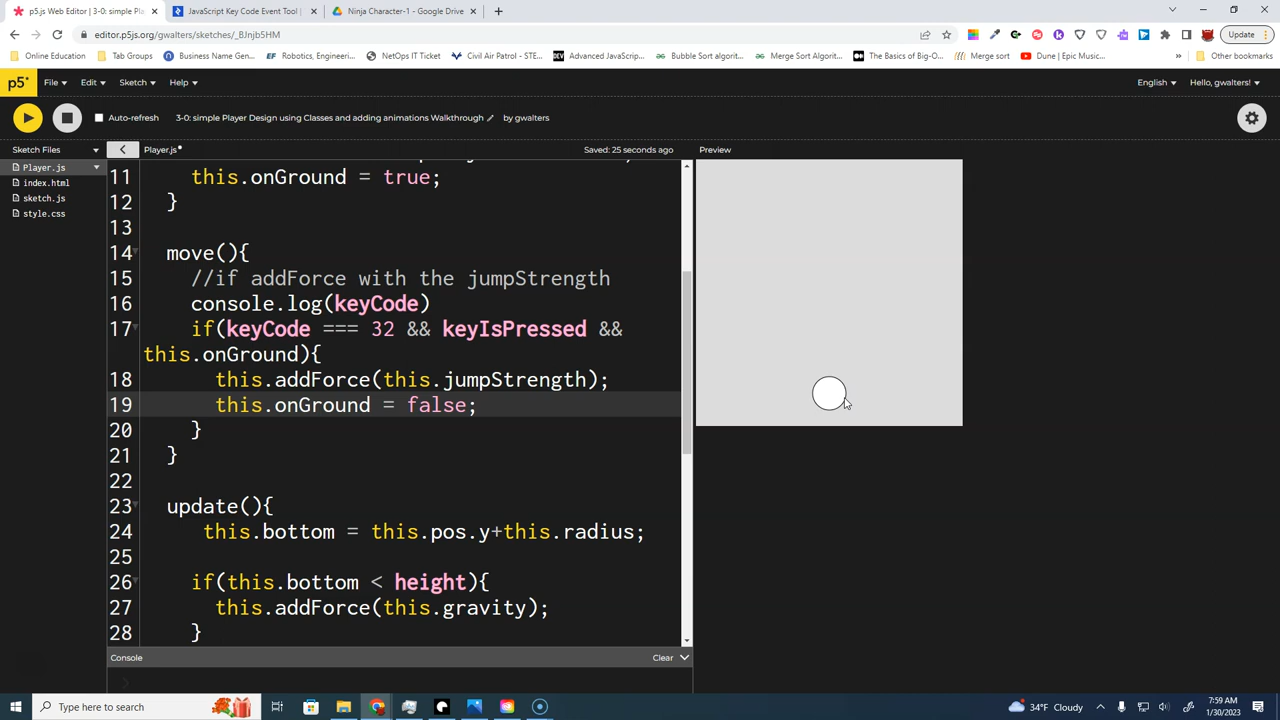 p5.js Web Editor | 3-0: simple Pla
JavaScript Key Code Event Tool |
Ninja Character-1 - Google Drive
editor.p5js.org/gwalters/sketches/_BJnjb5HM
Update
Online Education
Tab Groups
Business Name Gen...
Robotics, Engineeri...
NetOps IT Ticket
Civil Air Patrol - STE...
Advanced JavaScrip...
Bubble Sort algorit...
Merge Sort Algorit...
The Basics of Big-O...
Merge sort
Dune | Epic Music...
Other bookmarks
p5* File Edit Sketch Help English Hello, gwalters!
Auto-refresh 3-0: simple Player Design using Classes and adding animations Walkthrough by gwalters
Sketch Files
Player.js
index.html
sketch.js
style.css
Player.js Saved: 25 seconds ago Preview
11 this.onGround = true;
12 }
13
14 move(){
15 //if addForce with the jumpStrength
16 console.log(keyCode)
17 if(keyCode === 32 && keyIsPressed &&
this.onGround){
18 this.addForce(this.jumpStrength);
19 this.onGround = false;
20 }
21 }
22
23 update(){
24 this.bottom = this.pos.y+this.radius;
25
26 if(this.bottom < height){
27 this.addForce(this.gravity);
28 }
Console Clear
Type here to search
34°F Cloudy
7:59 AM
1/30/2023